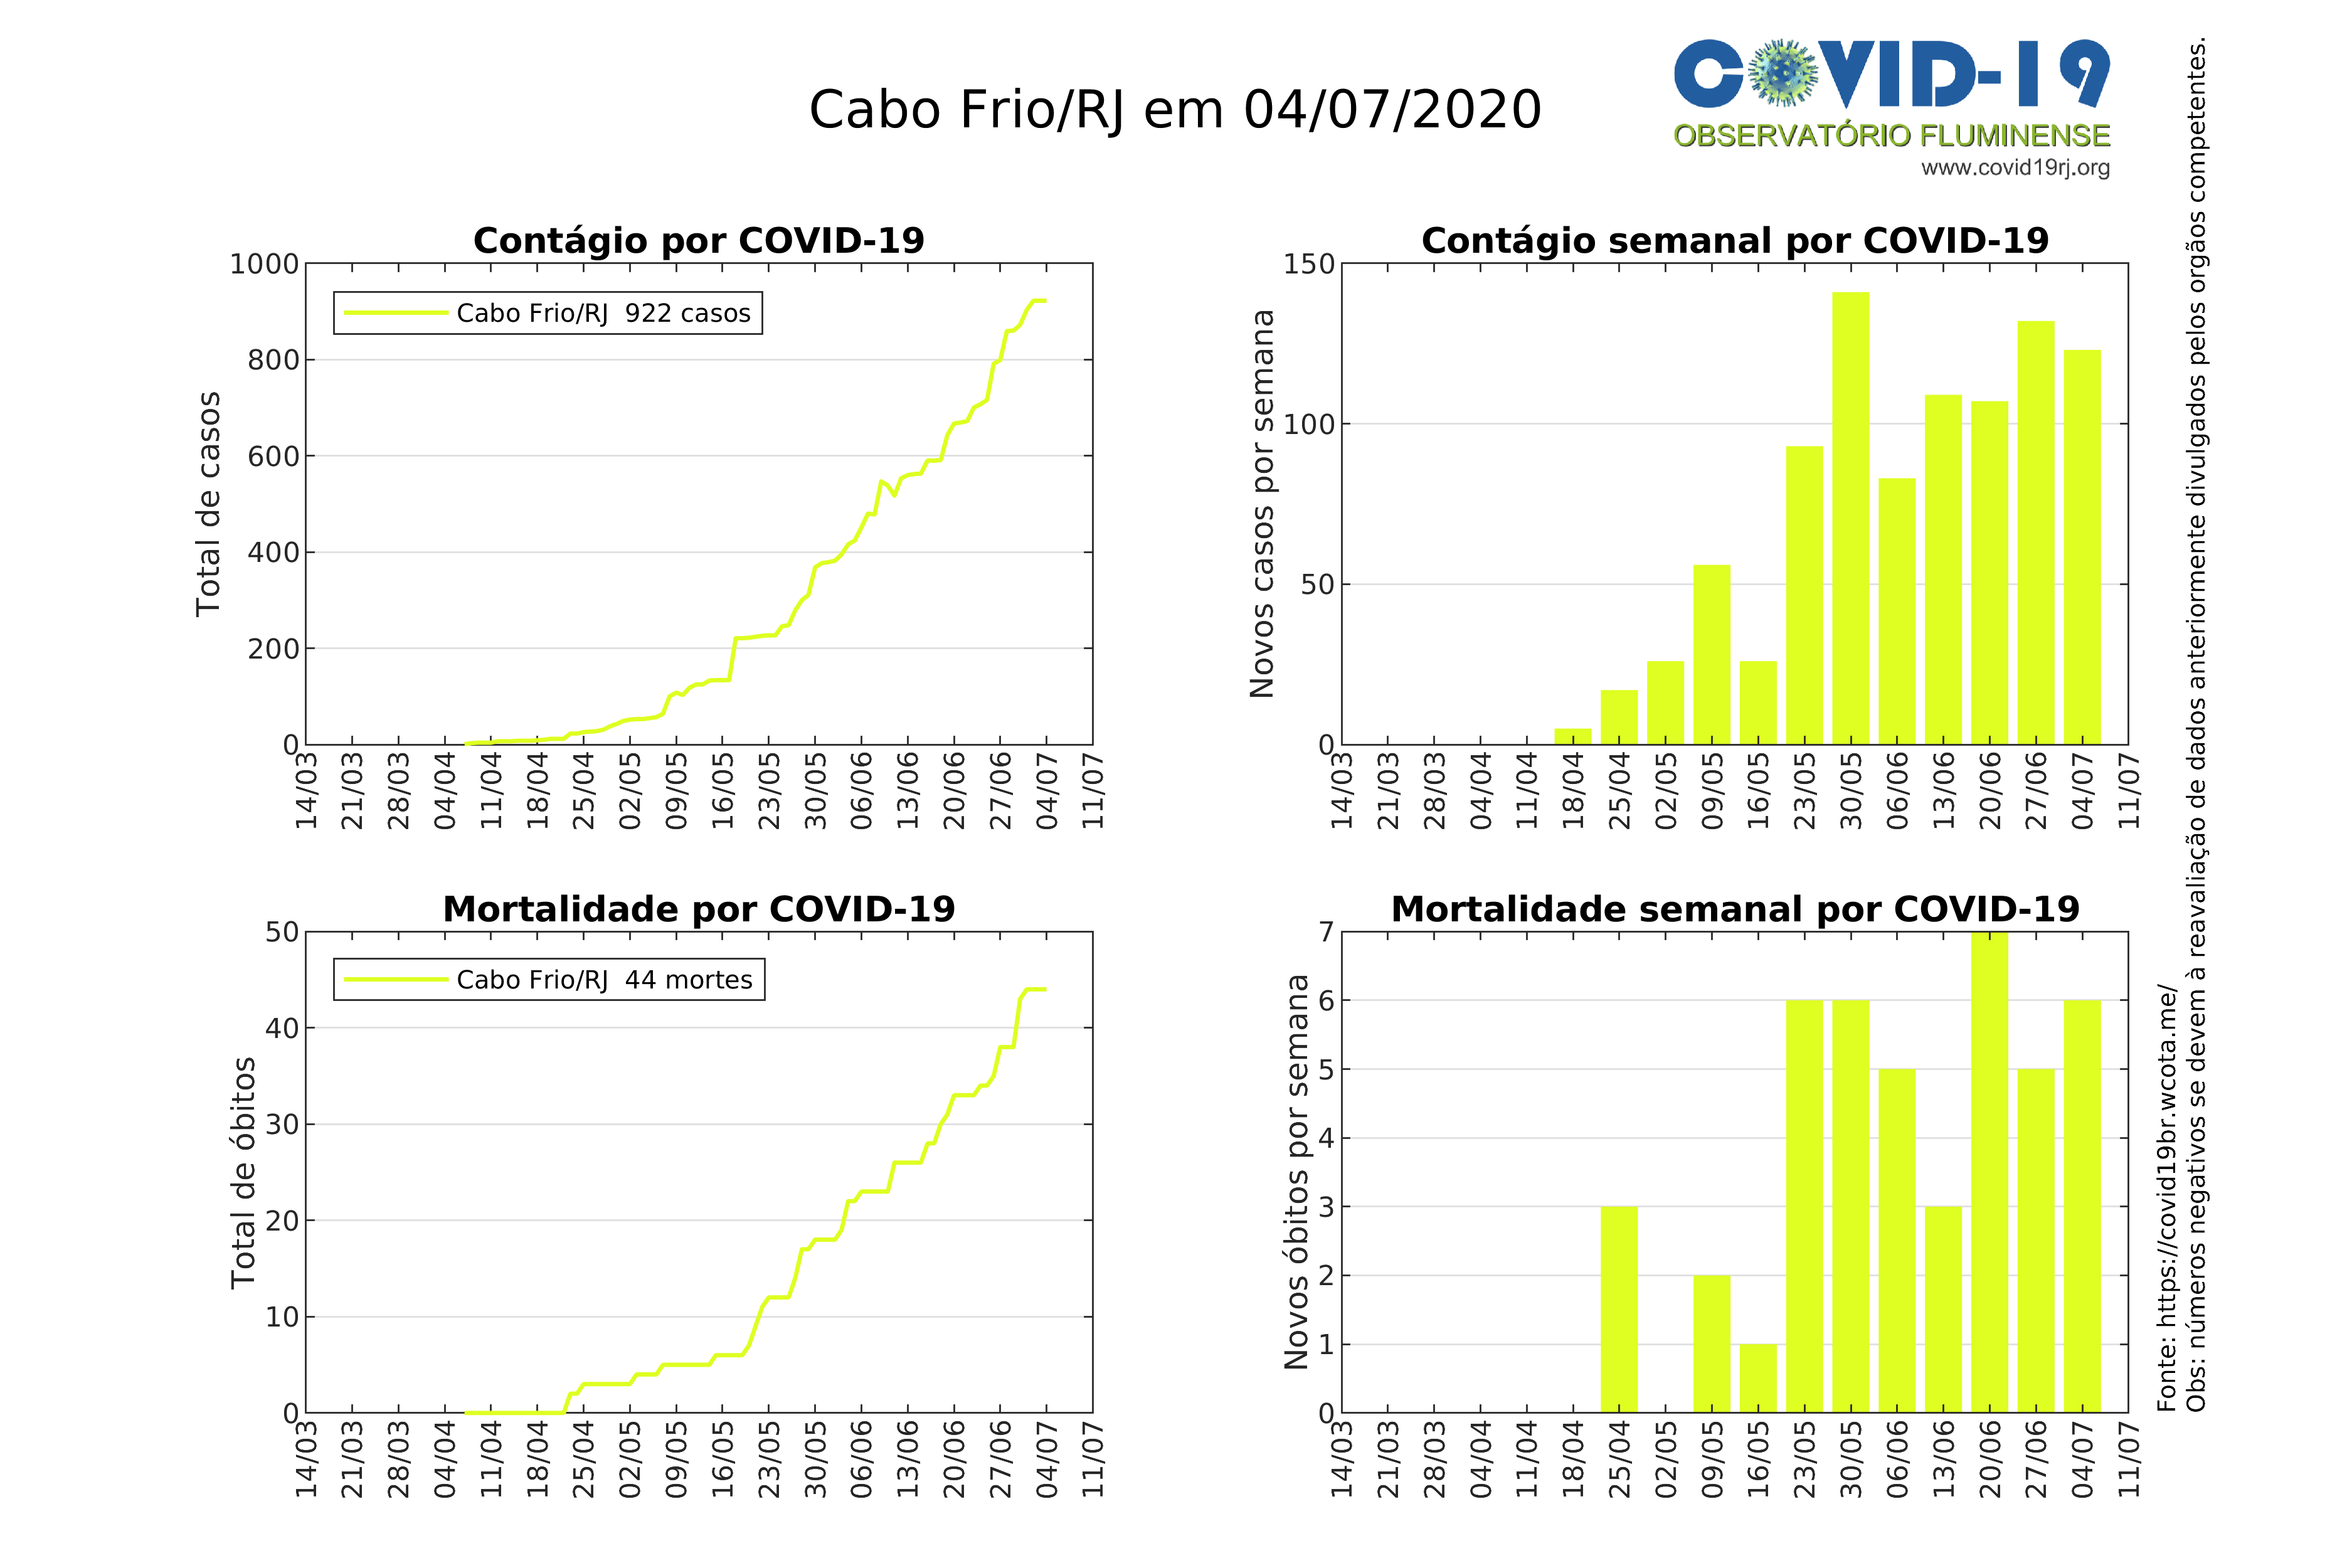 Cabo Frio/RJ em 04/07/2020
COVID-19
OBSERVATÓRIO FLUMINENSE
www.covid19rj.org
Contágio por COVID-19
Total de casos
1000
800
600
400
200
0
Cabo Frio/RJ 922 casos
14/03 21/03 28/03 04/04 11/04 18/04 25/04 02/05 09/05 16/05 23/05 30/05 06/06 13/06 20/06 27/06 04/07 11/07
Contágio semanal por COVID-19
Novos casos por semana
150
100
50
0
14/03 21/03 28/03 04/04 11/04 18/04 25/04 02/05 09/05 16/05 23/05 30/05 06/06 13/06 20/06 27/06 04/07 11/07
Mortalidade por COVID-19
Total de óbitos
50
40
30
20
10
0
Cabo Frio/RJ 44 mortes
14/03 21/03 28/03 04/04 11/04 18/04 25/04 02/05 09/05 16/05 23/05 30/05 06/06 13/06 20/06 27/06 04/07 11/07
Mortalidade semanal por COVID-19
Novos óbitos por semana
7
6
5
4
3
2
1
0
14/03 21/03 28/03 04/04 11/04 18/04 25/04 02/05 09/05 16/05 23/05 30/05 06/06 13/06 20/06 27/06 04/07 11/07
Fonte: https://covid19br.wcota.me/
Obs: números negativos se devem à reavaliação de dados anteriormente divulgados pelos orgãos competentes.